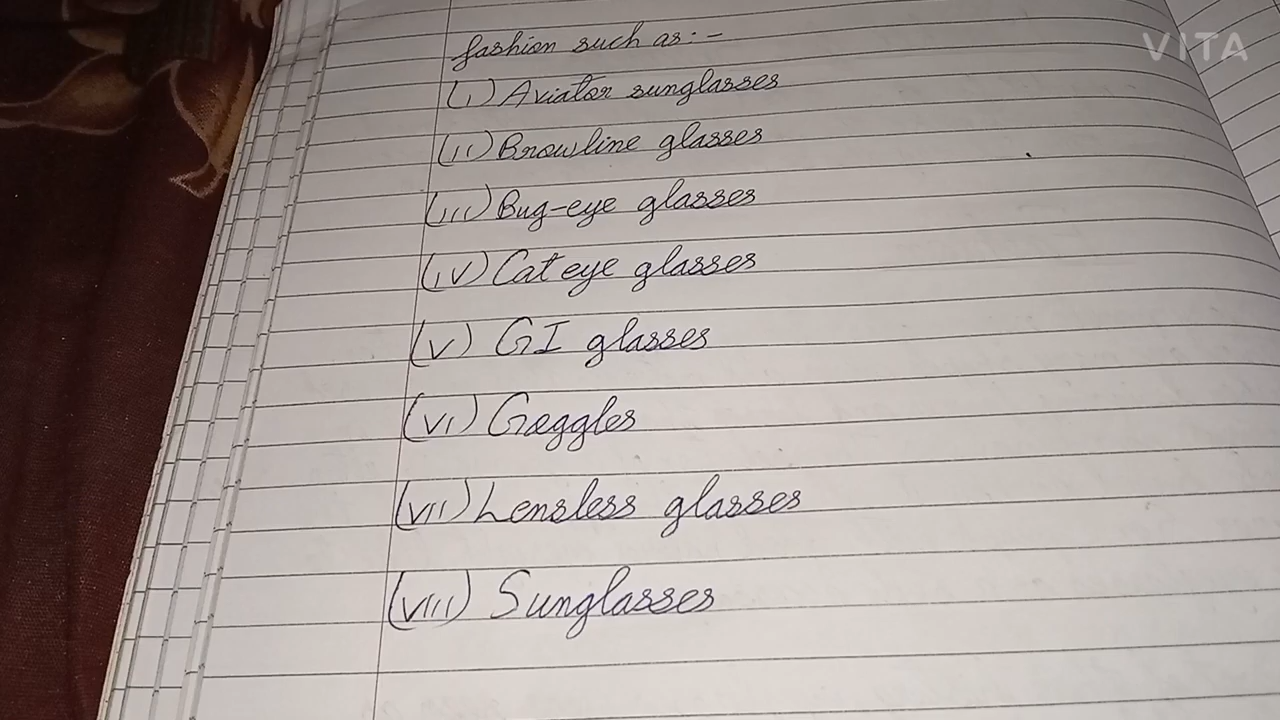 VITA
fashion such as:-
(i) Aviator sunglasses
(ii) Browline glasses
(iii) Bug-eye glasses
(iv) Cat eye glasses
(v) GI glasses
(vi) Goggles
(vii) Lensless glasses
(viii) Sunglasses